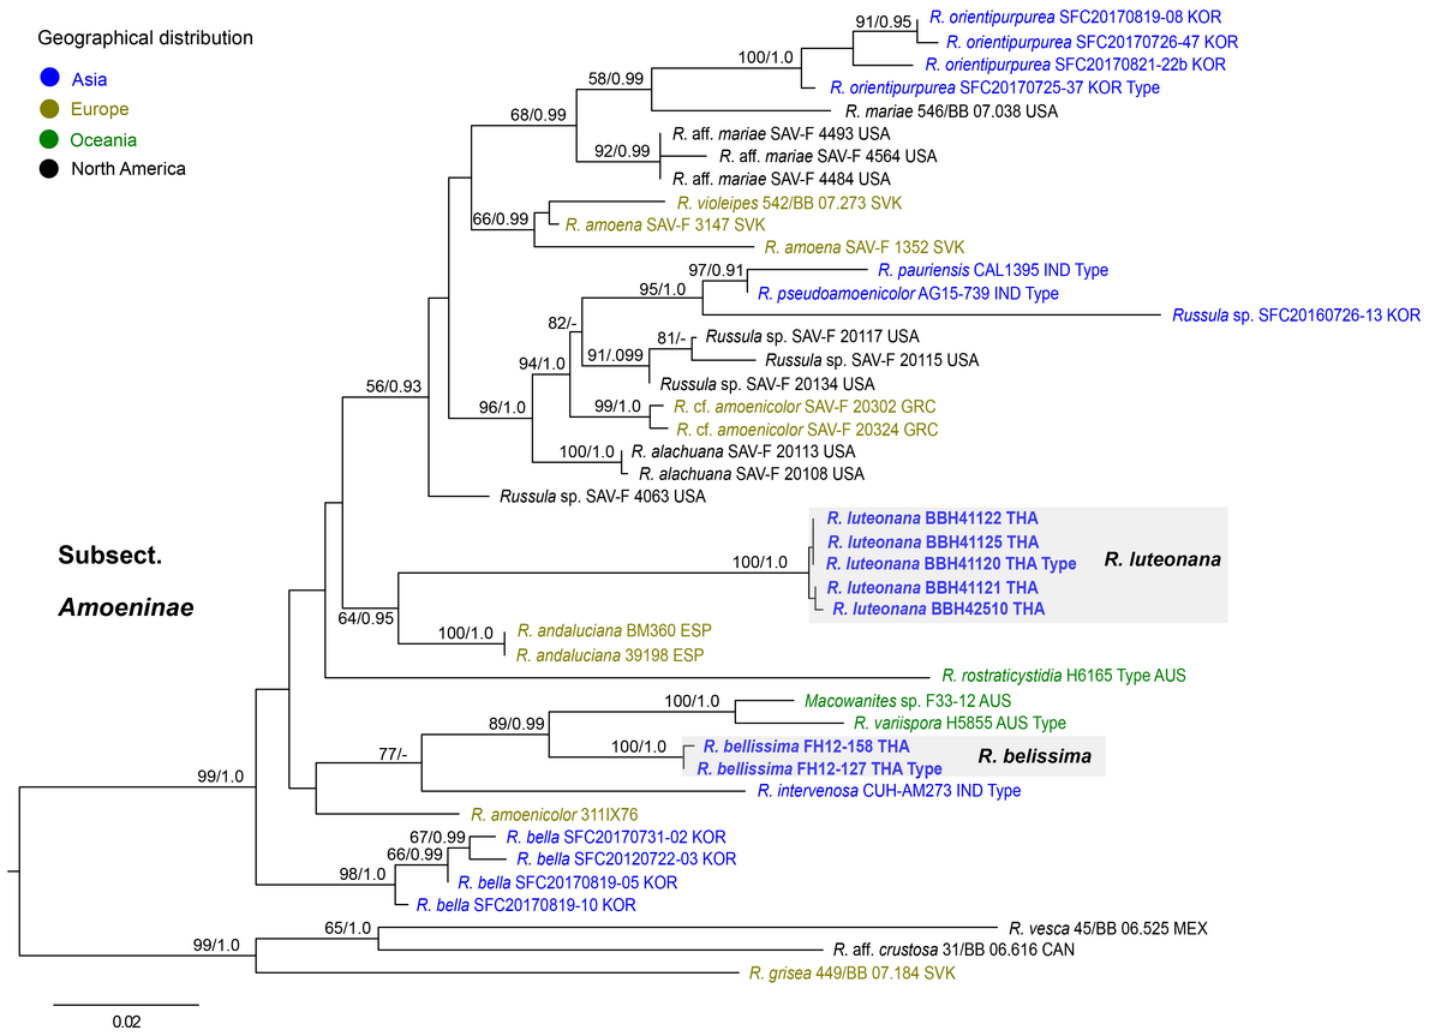 Geographical distribution
Asia
Europe
Oceania
North America
91/0.95
R. orientipurpurea SFC20170819-08 KOR
R. orientipurpurea SFC20170726-47 KOR
100/1.0
R. orientipurpurea SFC20170821-22b KOR
58/0.99
R. orientipurpurea SFC20170725-37 KOR Type
R. mariae 546/BB 07.038 USA
68/0.99
R. aff. mariae SAV-F 4493 USA
92/0.99
R. aff. mariae SAV-F 4564 USA
R. aff. mariae SAV-F 4484 USA
R. violeipes 542/BB 07.273 SVK
66/0.99
R. amoena SAV-F 3147 SVK
R. amoena SAV-F 1352 SVK
97/0.91
R. pauriensis CAL1395 IND Type
95/1.0
R. pseudoamoenicolor AG15-739 IND Type
Russula sp. SFC20160726-13 KOR
82/-
81/-
Russula sp. SAV-F 20117 USA
91/.099
Russula sp. SAV-F 20115 USA
94/1.0
Russula sp. SAV-F 20134 USA
56/0.93
96/1.0
99/1.0
R. cf. amoenicolor SAV-F 20302 GRC
R. cf. amoenicolor SAV-F 20324 GRC
100/1.0
R. alachuana SAV-F 20113 USA
R. alachuana SAV-F 20108 USA
Russula sp. SAV-F 4063 USA
R. luteonana BBH41122 THA
R. luteonana BBH41125 THA
Subsect.
100/1.0
R. luteonana BBH41120 THA Type
R. luteonana
R. luteonana BBH41121 THA
Amoeninae
R. luteonana BBH42510 THA
64/0.95
100/1.0
R. andaluciana BM360 ESP
R. andaluciana 39198 ESP
R. rostraticystidia H6165 Type AUS
100/1.0
Macowanites sp. F33-12 AUS
89/0.99
R. variispora H5855 AUS Type
77/-
100/1.0
R. bellissima FH12-158 THA
R. belissima
R. bellissima FH12-127 THA Type
99/1.0
R. intervenosa CUH-AM273 IND Type
R. amoenicolor 311IX76
67/0.99
R. bella SFC20170731-02 KOR
66/0.99
R. bella SFC20120722-03 KOR
98/1.0
R. bella SFC20170819-05 KOR
R. bella SFC20170819-10 KOR
65/1.0
R. vesca 45/BB 06.525 MEX
99/1.0
R. aff. crustosa 31/BB 06.616 CAN
R. grisea 449/BB 07.184 SVK
0.02